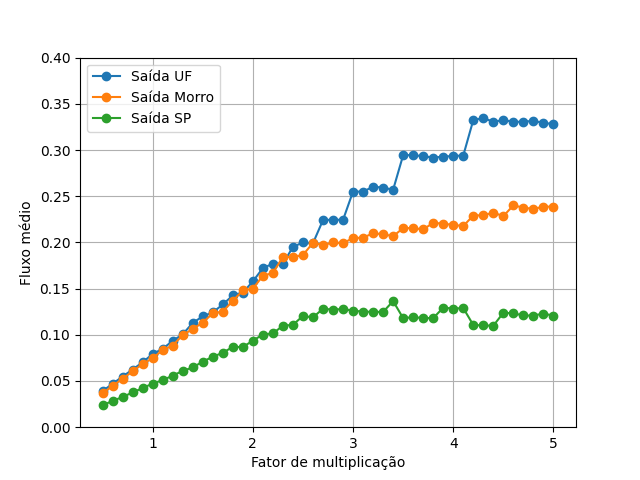 0.40
0.35
0.30
0.25
0.20
0.15
0.10
0.05
0.00
Fluxo médio
Saída UF
Saída Morro
Saída SP
1 2 3 4 5
Fator de multiplicação